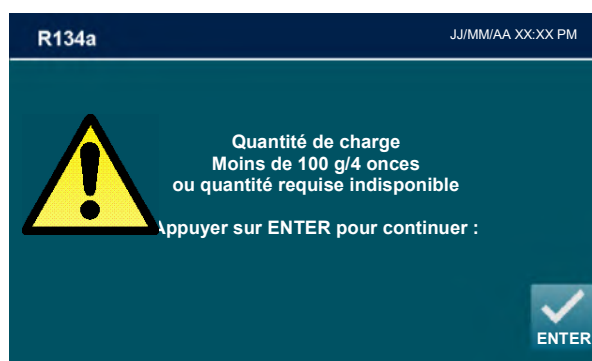 R134a
JJ/MM/AA XX:XX PM
Quantité de charge
Moins de 100 g/4 onces
ou quantité requise indisponible
Appuyer sur ENTER pour continuer :
ENTER